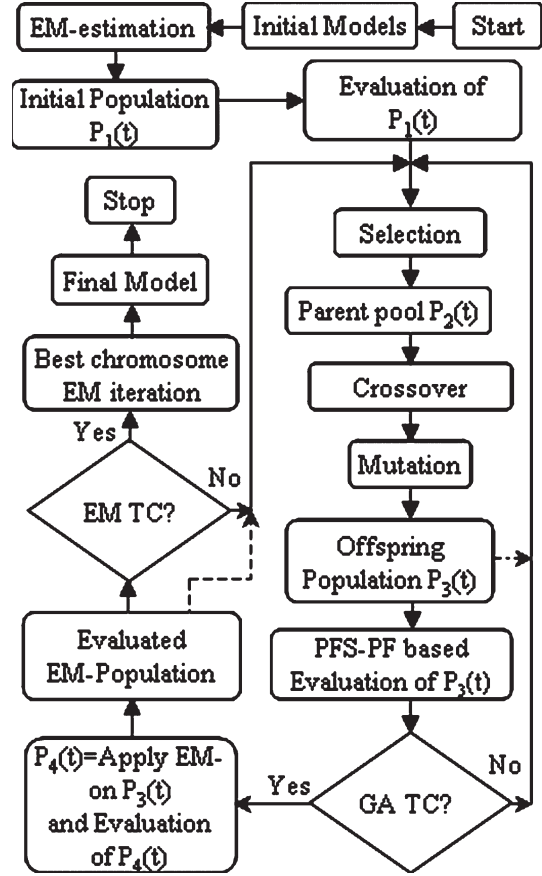 Start
Initial Models
EM-estimation
Initial Population
P₁(t)
Evaluation of
P₁(t)
Selection
Parent pool P₂(t)
Crossover
Mutation
Offspring
Population P₃(t)
PFS-PF based
Evaluation of P₃(t)
GA TC?
No
Yes
P₄(t)=Apply EM-
on P₃(t)
and Evaluation
of P₄(t)
Evaluated
EM-Population
EM TC?
No
Yes
Best chromosome
EM iteration
Final Model
Stop